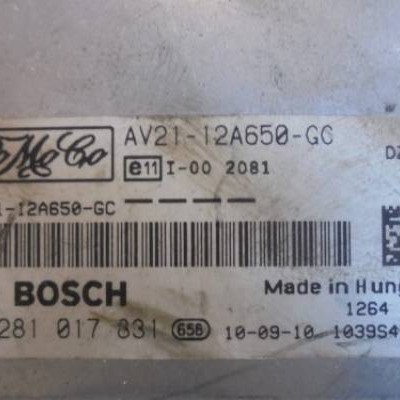 FoMoCo AV21-12A650-GC
e11 I-00 2081
-12A650-GC
BOSCH Made in Hung
1264
281 017 831 656 10-09-10 1039S4